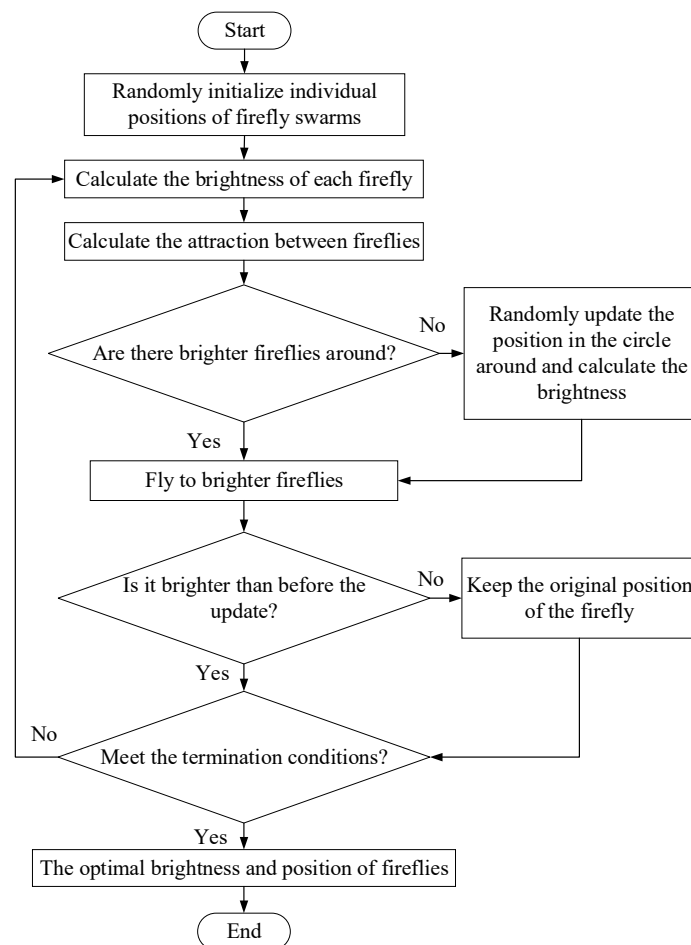 Start
Randomly initialize individual
positions of firefly swarms
Calculate the brightness of each firefly
Calculate the attraction between fireflies
Are there brighter fireflies around?
No
Randomly update the
position in the circle
around and calculate the
brightness
Yes
Fly to brighter fireflies
Is it brighter than before the
update?
No
Keep the original position
of the firefly
Yes
No
Meet the termination conditions?
Yes
The optimal brightness and position of fireflies
End